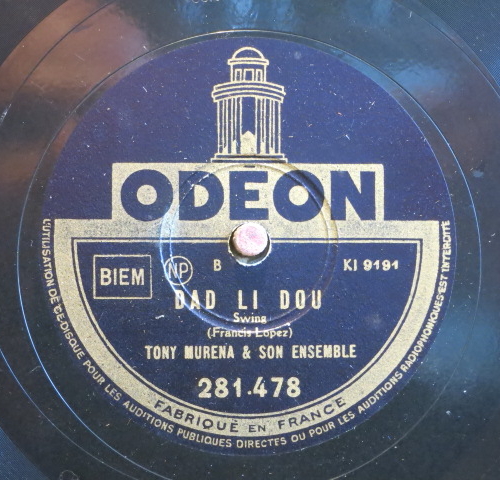 ODEON
BIEM NP B KI 9191
DAD LI DOU
Swing
(Francis Lopez)
TONY MURENA & SON ENSEMBLE
281.478
FABRIQUÉ EN FRANCE
L'UTILISATION DE CE DISQUE POUR LES AUDITIONS PUBLIQUES DIRECTES OU POUR LES AUDITIONS RADIOPHONIQUES EST INTERDITE